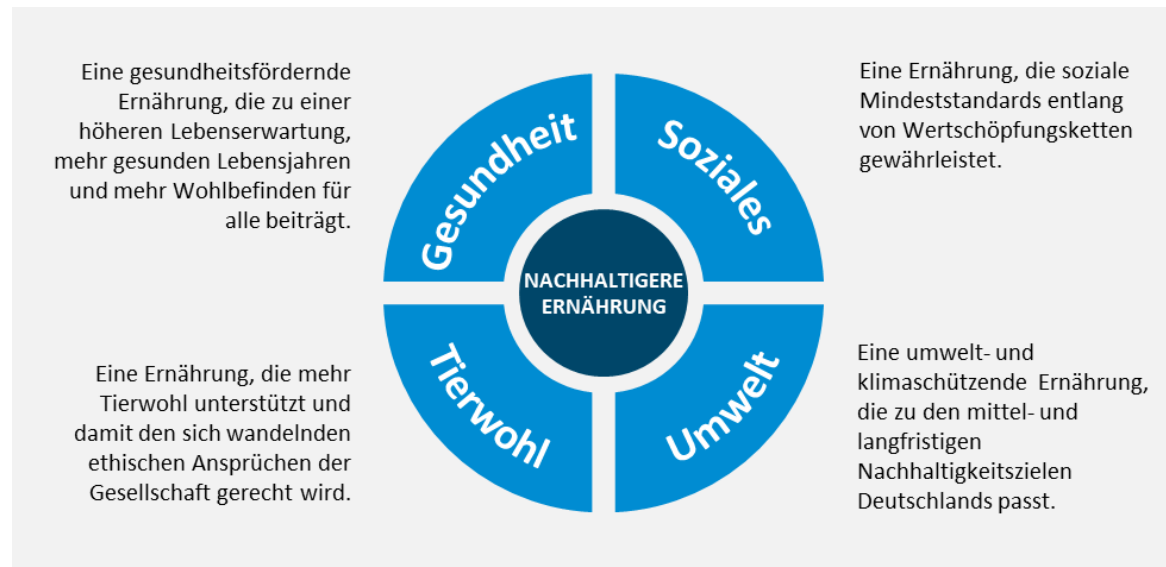 Eine gesundheitsfördernde
Ernährung, die zu einer
höheren Lebenserwartung,
mehr gesunden Lebensjahren
und mehr Wohlbefinden für
alle beiträgt.
Gesundheit
Soziales
Eine Ernährung, die soziale
Mindeststandards entlang
von Wertschöpfungsketten
gewährleistet.
NACHHALTIGERE
ERNÄHRUNG
Eine Ernährung, die mehr
Tierwohl unterstützt und
damit den sich wandelnden
ethischen Ansprüchen der
Gesellschaft gerecht wird.
Tierwohl
Umwelt
Eine umwelt- und
klimaschützende Ernährung,
die zu den mittel- und
langfristigen
Nachhaltigkeitszielen
Deutschlands passt.